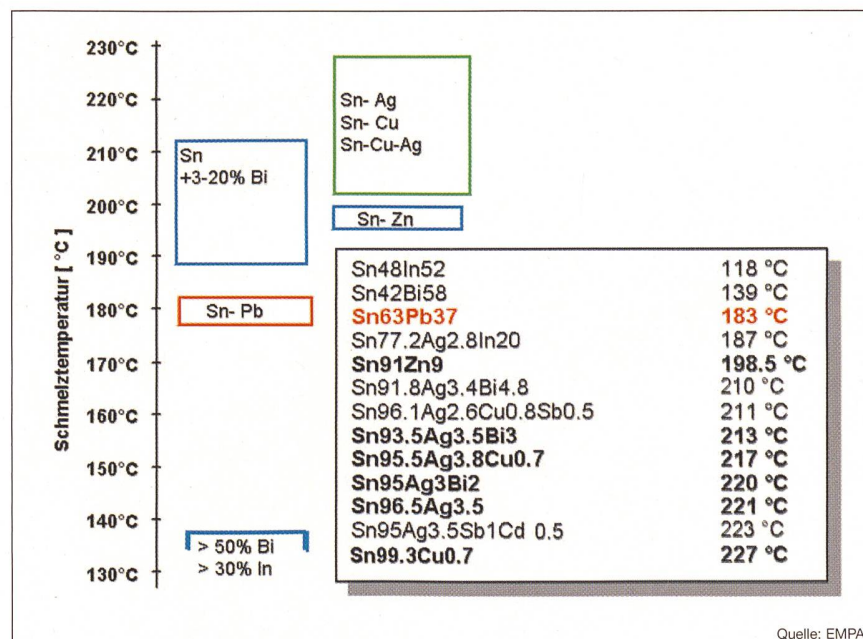 Schmelztemperatur [ °C ]
230°C
220°C
210°C
200°C
190°C
180°C
170°C
160°C
150°C
140°C
130°C
Sn
+3-20% Bi
Sn- Ag
Sn- Cu
Sn-Cu-Ag
Sn- Zn
Sn- Pb
> 50% Bi
> 30% In
Sn48In52 118 °C
Sn42Bi58 139 °C
Sn63Pb37 183 °C
Sn77.2Ag2.8In20 187 °C
Sn91Zn9 198.5 °C
Sn91.8Ag3.4Bi4.8 210 °C
Sn96.1Ag2.6Cu0.8Sb0.5 211 °C
Sn93.5Ag3.5Bi3 213 °C
Sn95.5Ag3.8Cu0.7 217 °C
Sn95Ag3Bi2 220 °C
Sn96.5Ag3.5 221 °C
Sn95Ag3.5Sb1Cd 0.5 223 °C
Sn99.3Cu0.7 227 °C
Quelle: EMPA